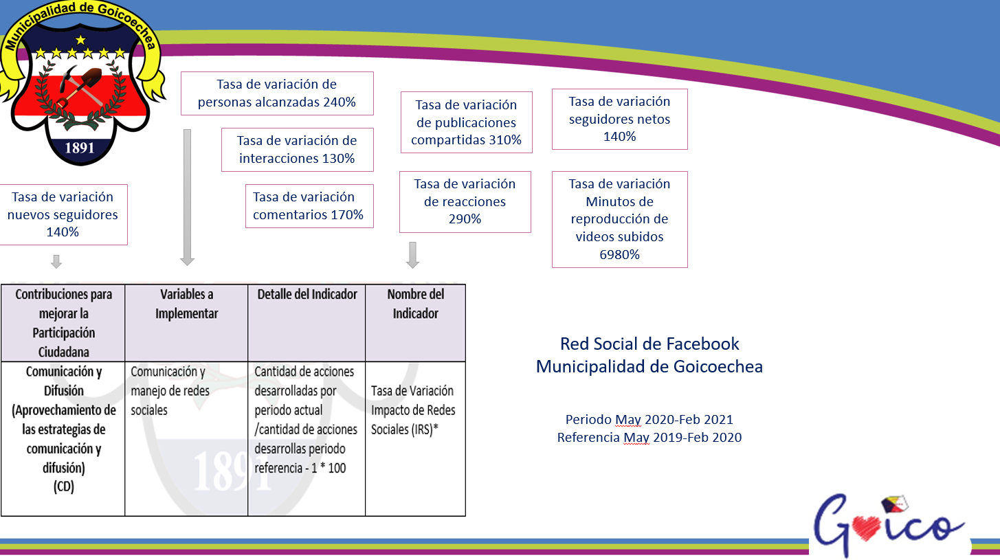 Municipalidad de Goicoechea
1891
Tasa de variación de
personas alcanzadas 240%
Tasa de variación de
interacciones 130%
Tasa de variación
comentarios 170%
Tasa de variación
nuevos seguidores
140%
Tasa de variación
de publicaciones
compartidas 310%
Tasa de variación
de reacciones
290%
Tasa de variación
seguidores netos
140%
Tasa de variación
Minutos de
reproducción de
videos subidos
6980%
Contribuciones para
mejorar la
Participación
Ciudadana
Variables a
Implementar
Detalle del Indicador
Nombre del
Indicador
Comunicación y
Difusión
(Aprovechamiento de
las estrategias de
comunicación y
difusión)
(CD)
Comunicación y
manejo de redes
sociales
Cantidad de acciones
desarrolladas por
periodo actual
/cantidad de acciones
desarrollas periodo
referencia - 1 * 100
Tasa de Variación
Impacto de Redes
Sociales (IRS)*
1891
Red Social de Facebook
Municipalidad de Goicoechea
Periodo May 2020-Feb 2021
Referencia May 2019-Feb 2020
Goico